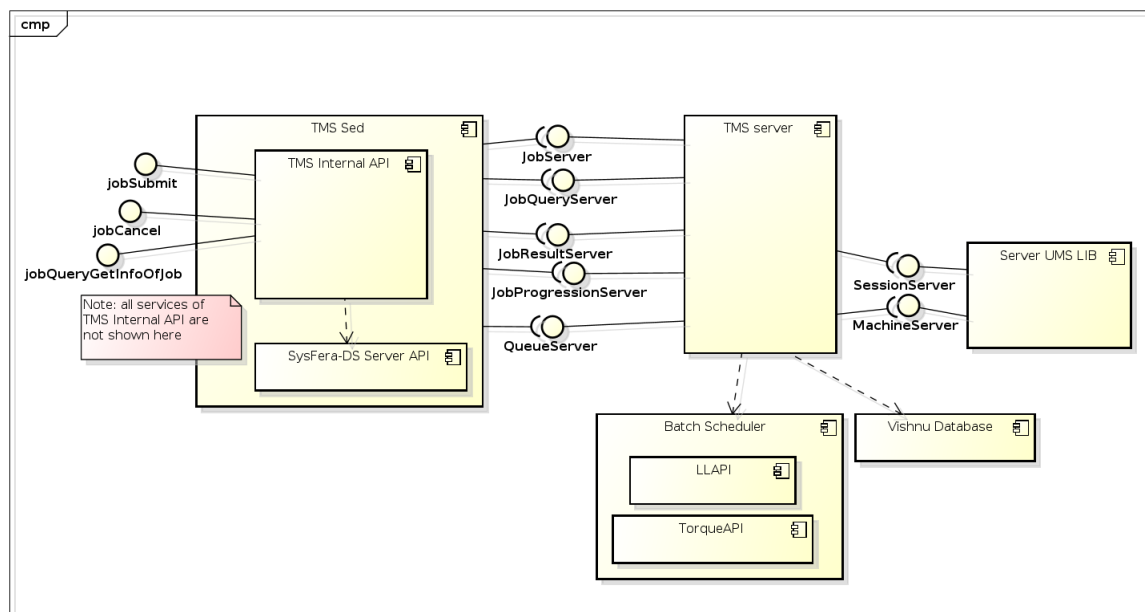 cmp
TMS Sed
TMS server
TMS Internal API
JobServer
jobSubmit
JobQueryServer
jobCancel
JobResultServer
Server UMS LIB
jobQueryGetInfoOfJob
JobProgressionServer
SessionServer
Note: all services of
TMS Internal API are
not shown here
MachineServer
QueueServer
SysFera-DS Server API
Batch Scheduler
Vishnu Database
LLAPI
TorqueAPI